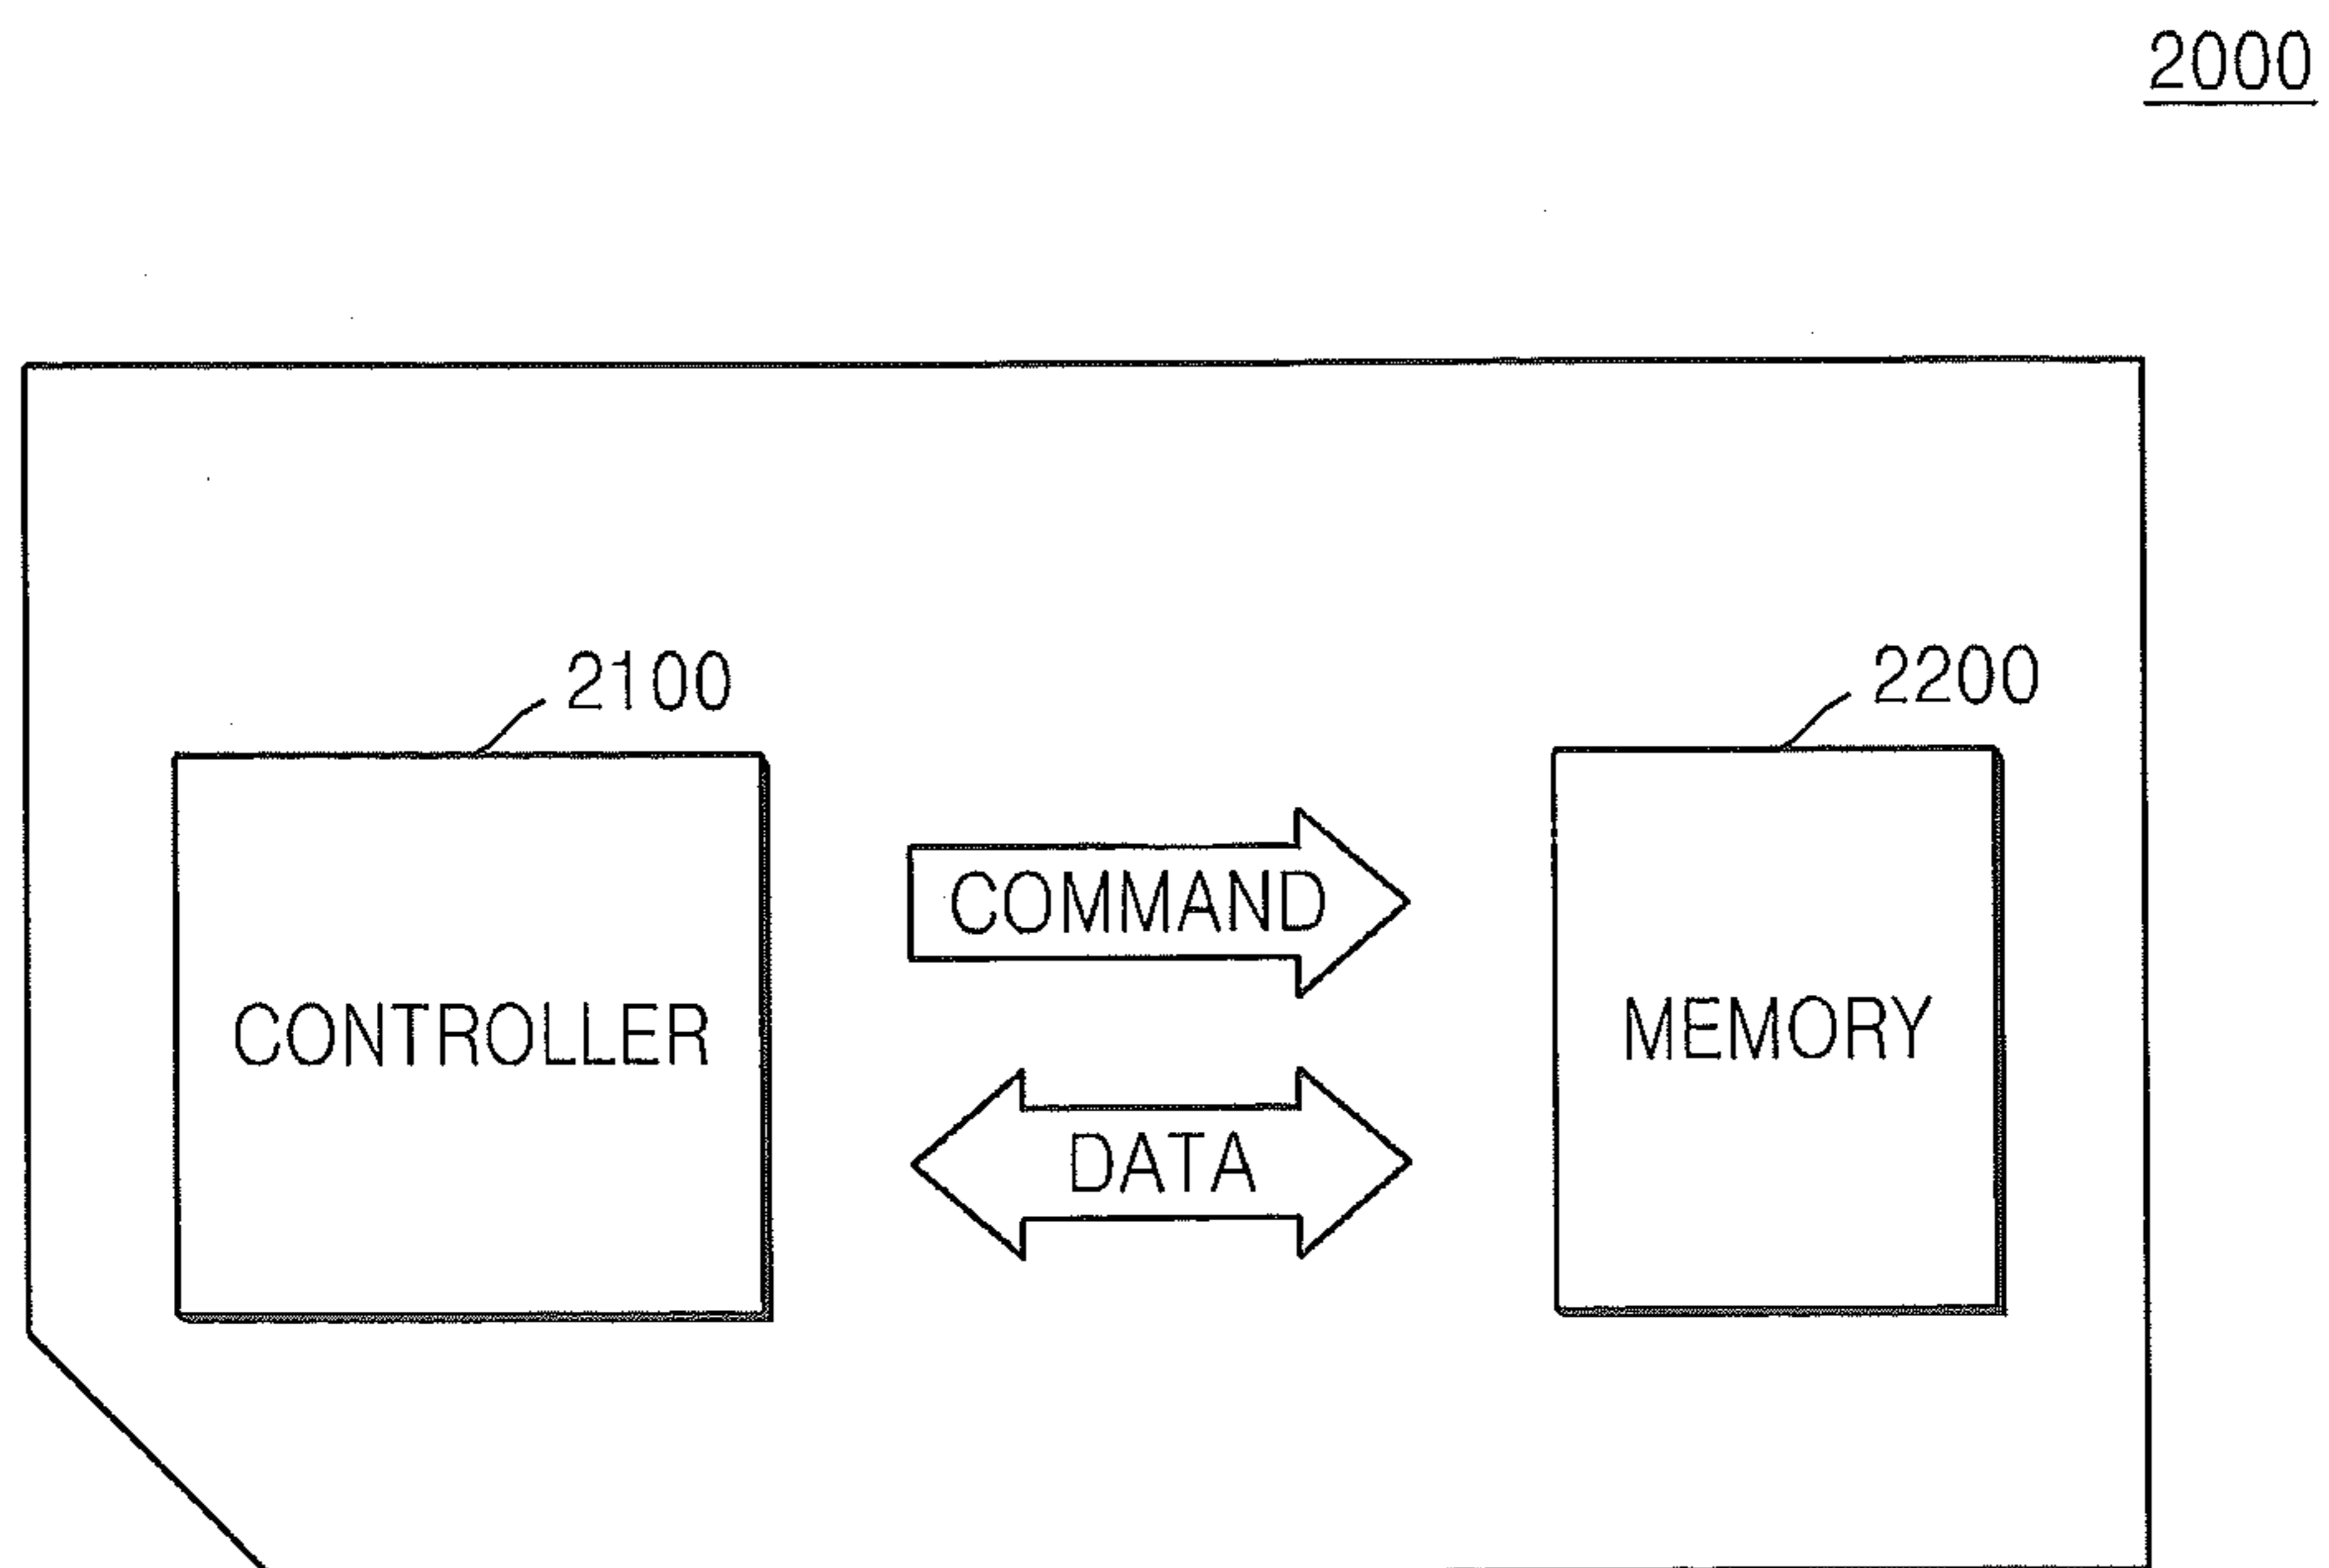 2000
2100
2200
COMMAND
CONTROLLER
MEMORY
DATA